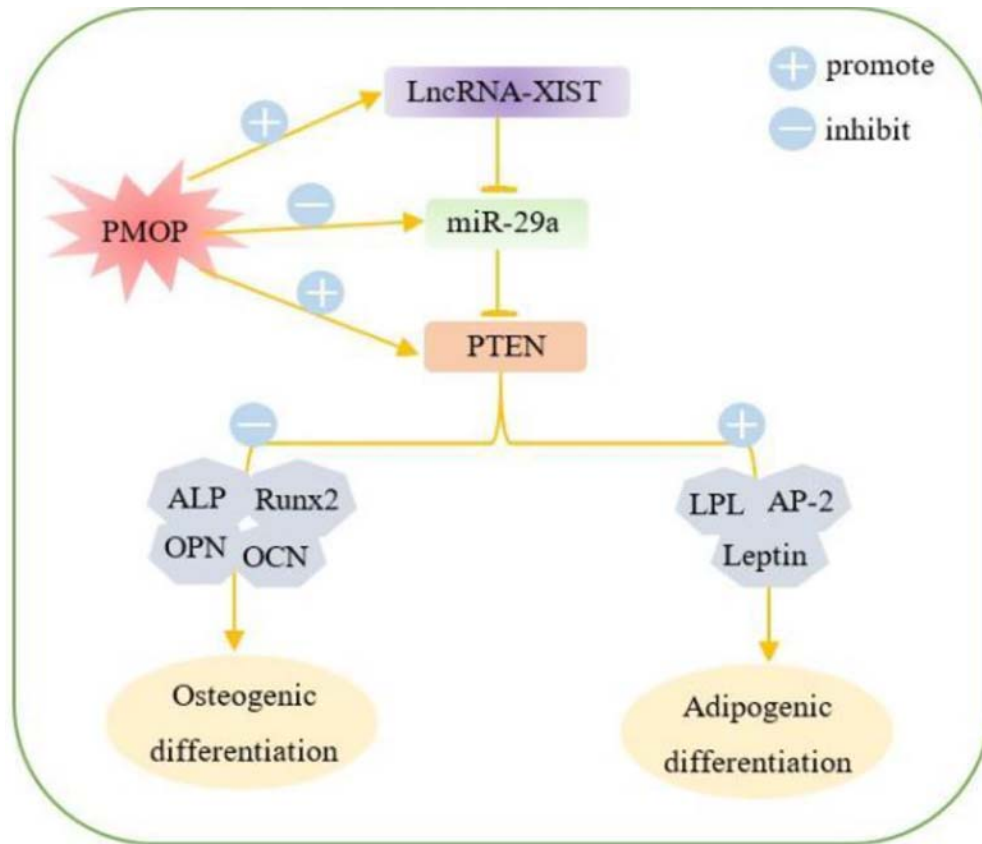 LncRNA-XIST
promote
inhibit
PMOP
miR-29a
PTEN
ALP
Runx2
OPN
OCN
LPL
AP-2
Leptin
Osteogenic
differentiation
Adipogenic
differentiation